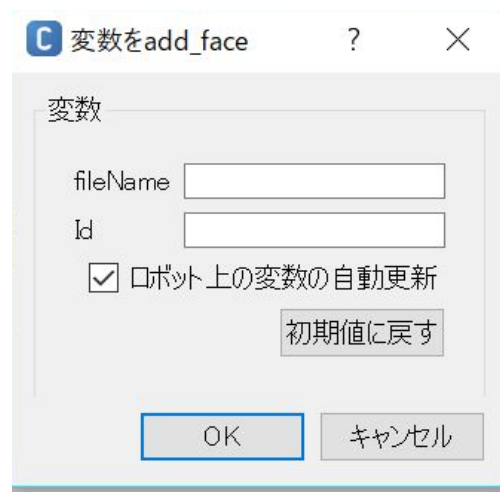 C 変数をadd_face ? ×
変数
fileName
Id
ロボット上の変数の自動更新
初期値に戻す
OK キャンセル